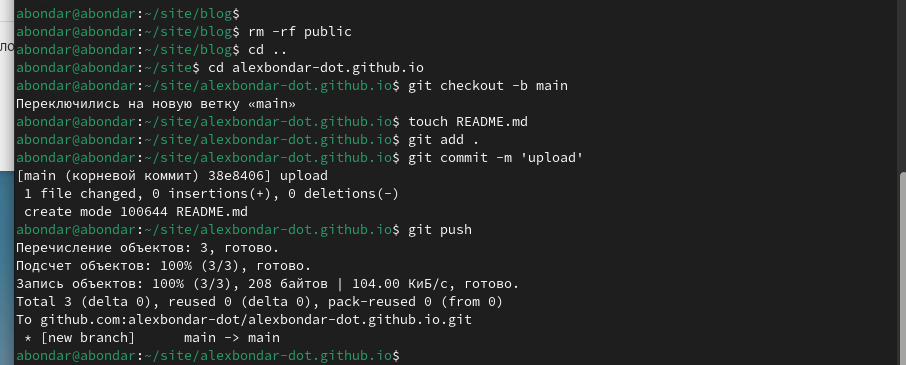 abondar@abondar:~/site/blog$
abondar@abondar:~/site/blog$ rm -rf public
abondar@abondar:~/site/blog$ cd ..
abondar@abondar:~/site$ cd alexbondar-dot.github.io
abondar@abondar:~/site/alexbondar-dot.github.io$ git checkout -b main
Переключились на новую ветку «main»
abondar@abondar:~/site/alexbondar-dot.github.io$ touch README.md
abondar@abondar:~/site/alexbondar-dot.github.io$ git add .
abondar@abondar:~/site/alexbondar-dot.github.io$ git commit -m 'upload'
[main (корневой коммит) 38e8406] upload
 1 file changed, 0 insertions(+), 0 deletions(-)
 create mode 100644 README.md
abondar@abondar:~/site/alexbondar-dot.github.io$ git push
Перечисление объектов: 3, готово.
Подсчет объектов: 100% (3/3), готово.
Запись объектов: 100% (3/3), 208 байтов | 104.00 КиБ/с, готово.
Total 3 (delta 0), reused 0 (delta 0), pack-reused 0 (from 0)
To github.com:alexbondar-dot/alexbondar-dot.github.io.git
 * [new branch]      main -> main
abondar@abondar:~/site/alexbondar-dot.github.io$